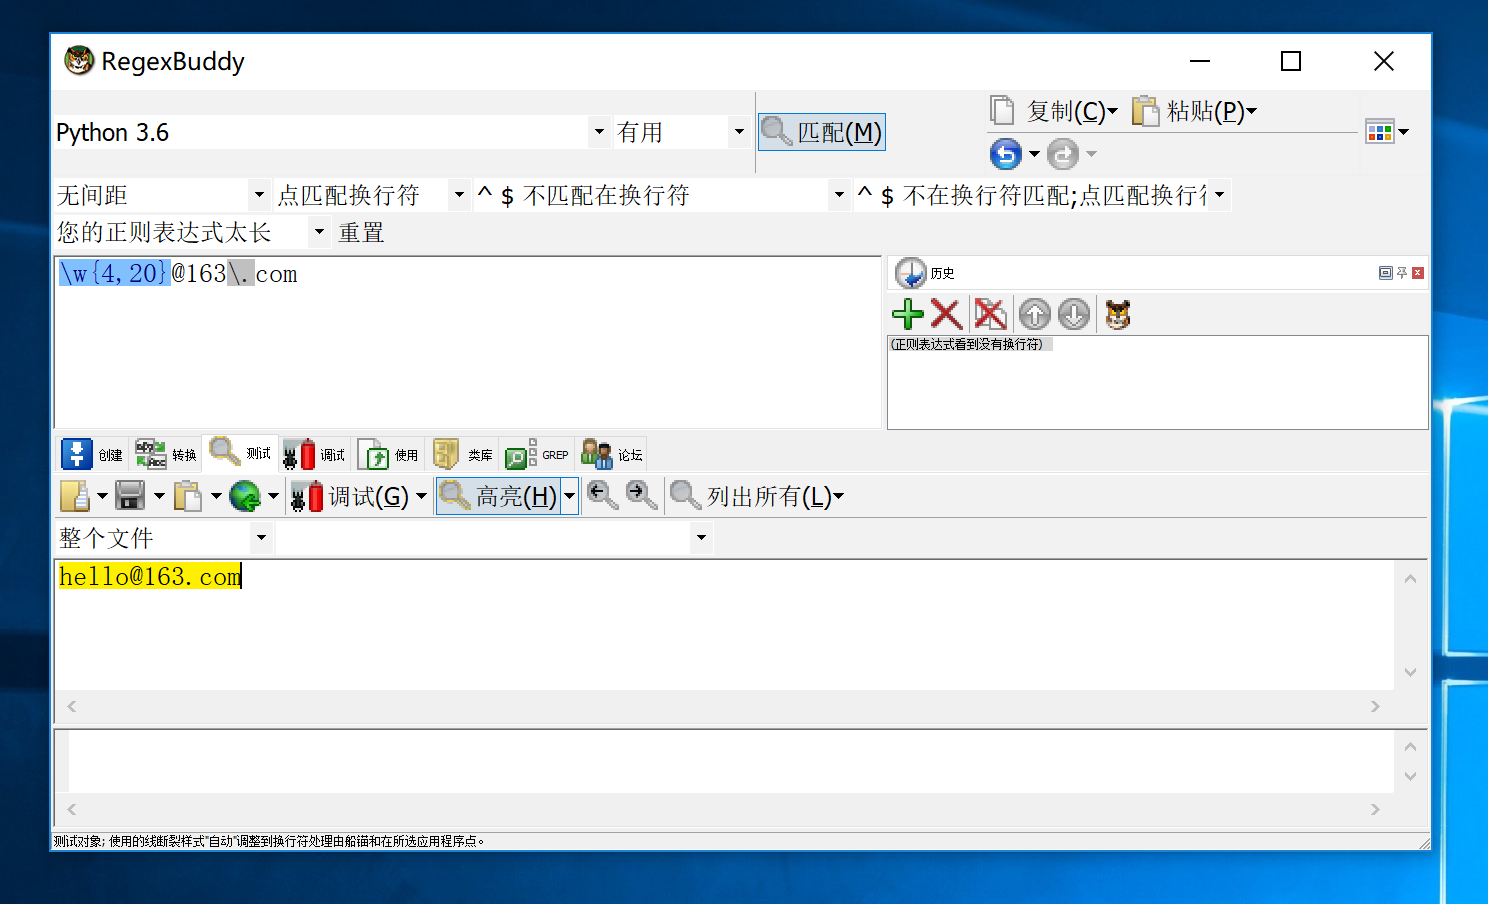 RegexBuddy
Python 3.6 有用 匹配(M) 复制(C) 粘贴(P)
无间距 点匹配换行符 ^ $ 不匹配在换行符 ^ $ 不在换行符匹配;点匹配换行
您的正则表达式太长 重置
\w{4,20}@163\.com
历史
(正则表达式看到没有换行符)
创建 转换 测试 调试 使用 类库 GREP 论坛
调试(G) 高亮(H) 列出所有(L)
整个文件
hello@163.com
测试对象; 使用的线断裂样式"自动"调整到换行符处理由船锚和在所选应用程序点。